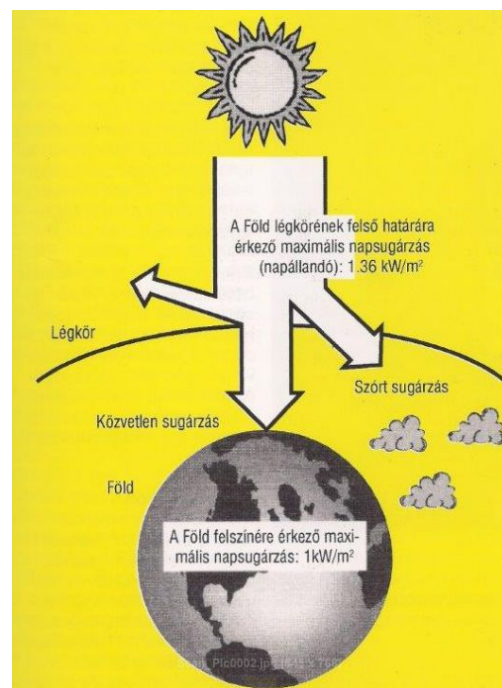 A Föld légkörének felső határára
érkező maximális napsugárzás
(napállandó): 1.36 kW/m²
Légkör
Szórt sugárzás
Közvetlen sugárzás
Föld
A Föld felszínére érkező maxi-
mális napsugárzás: 1kW/m²